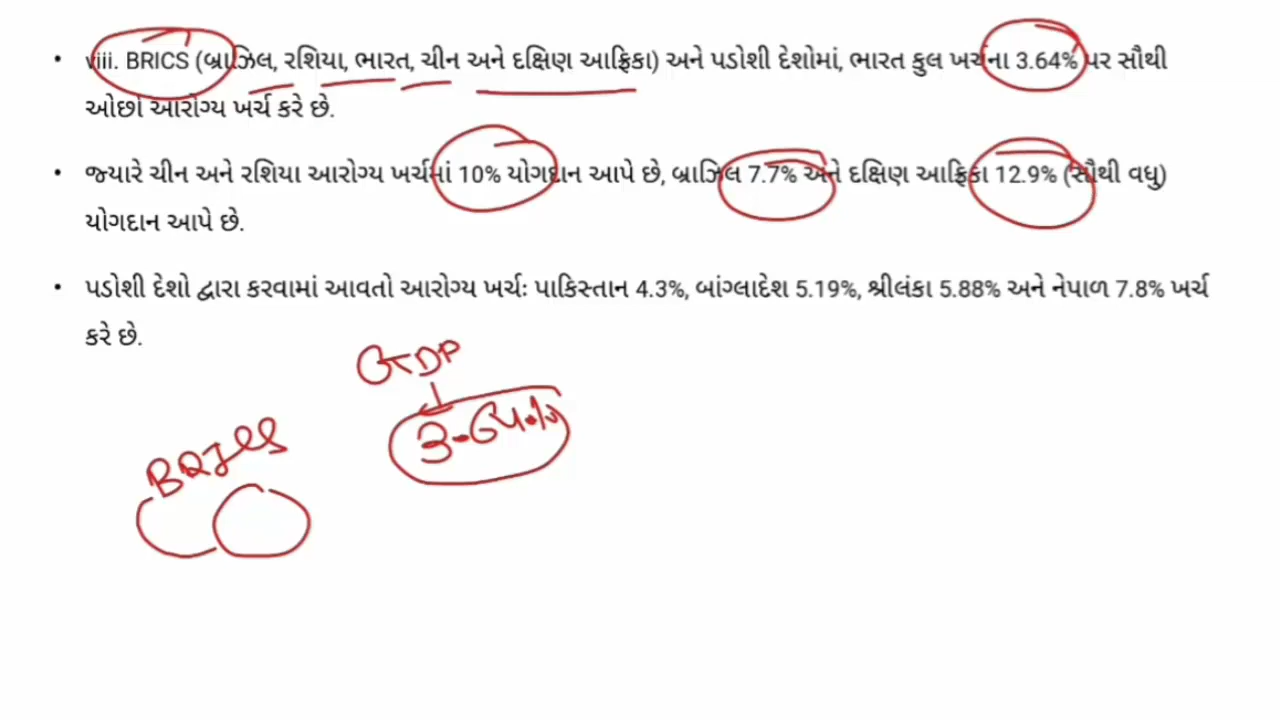 • viii. BRICS (બ્રાઝિલ, રશિયા, ભારત, ચીન અને દક્ષિણ આફ્રિકા) અને પડોશી દેશોમાં, ભારત કુલ ખર્ચના 3.64% પર સૌથી
ઓછો આરોગ્ય ખર્ચ કરે છે.
• જ્યારે ચીન અને રશિયા આરોગ્ય ખર્ચમાં 10% યોગદાન આપે છે, બ્રાઝિલ 7.7% અને દક્ષિણ આફ્રિકા 12.9% (સૌથી વધુ)
યોગદાન આપે છે.
• પડોશી દેશો દ્વારા કરવામાં આવતો આરોગ્ય ખર્ચઃ પાકિસ્તાન 4.3%, બાંગ્લાદેશ 5.19%, શ્રીલંકા 5.88% અને નેપાળ 7.8% ખર્ચ
કરે છે.
GDP
BRICS